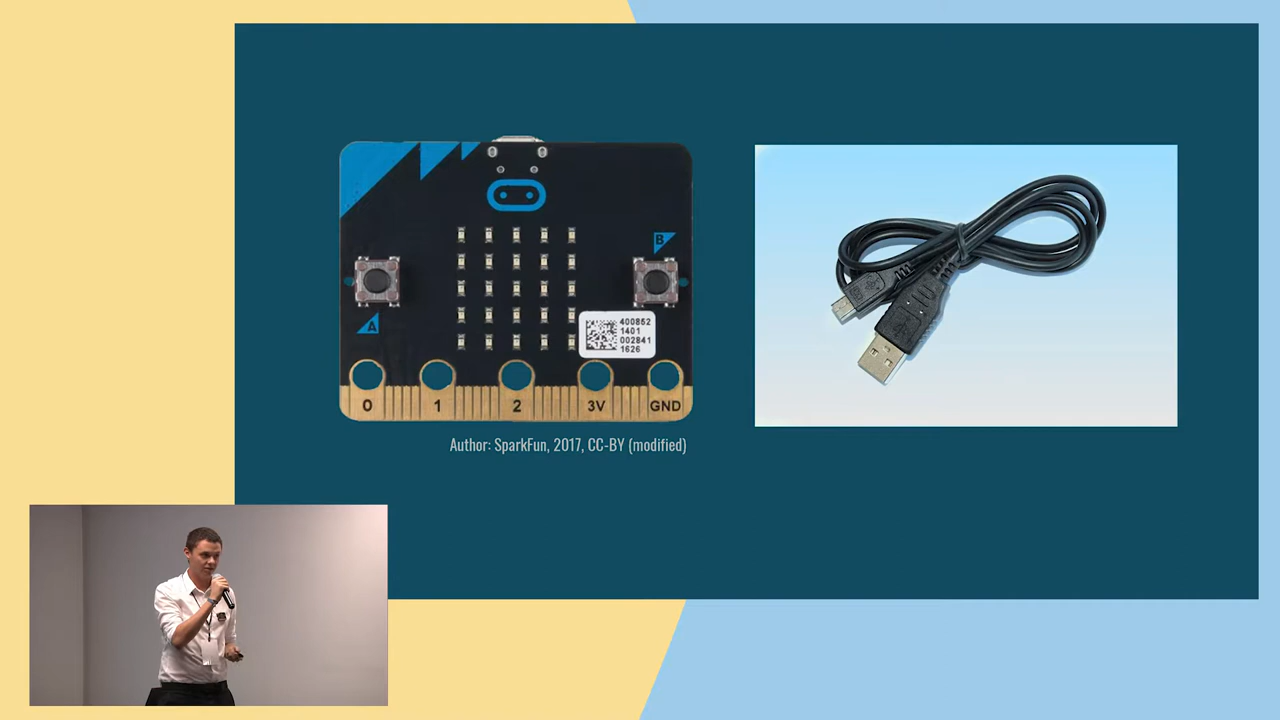 B
A
400852
1401
002841
1626
0 1 2 3V GND
Author: SparkFun, 2017, CC-BY (modified)